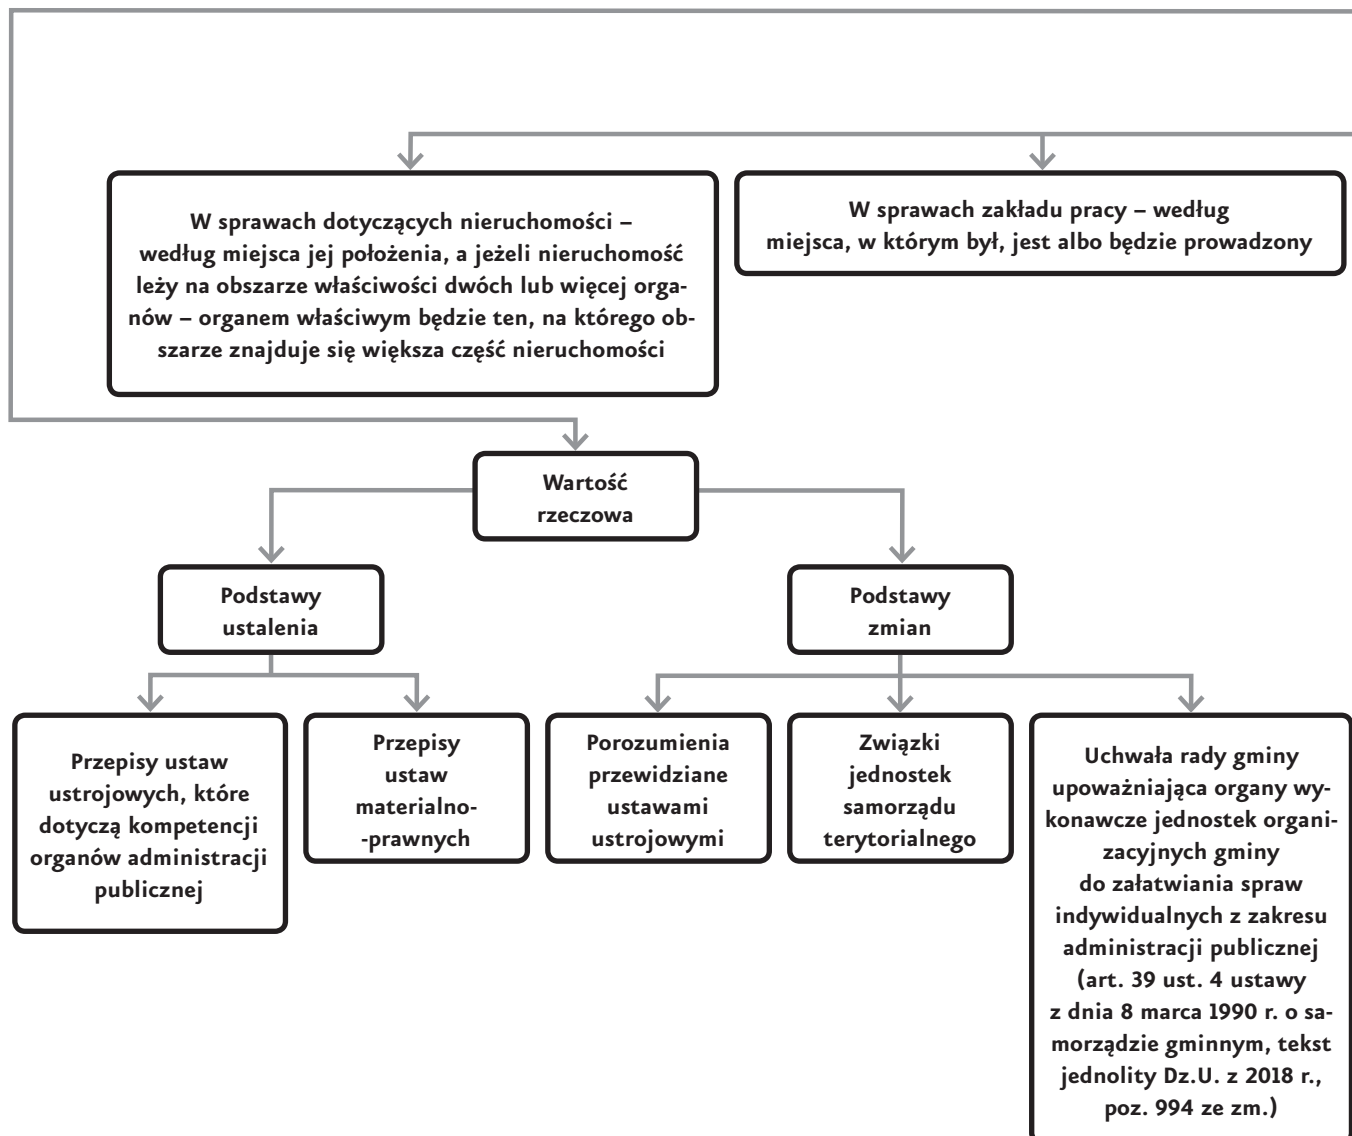 W sprawach dotyczących nieruchomości –
według miejsca jej położenia, a jeżeli nieruchomość
leży na obszarze właściwości dwóch lub więcej orga-
nów – organem właściwym będzie ten, na którego ob-
szarze znajduje się większa część nieruchomości
W sprawach zakładu pracy – według
miejsca, w którym był, jest albo będzie prowadzony
Wartość
rzeczowa
Podstawy
ustalenia
Podstawy
zmian
Przepisy ustaw
ustrojowych, które
dotyczą kompetencji
organów administracji
publicznej
Przepisy
ustaw
materialno-
-prawnych
Porozumienia
przewidziane
ustawami
ustrojowymi
Związki
jednostek
samorządu
terytorialnego
Uchwała rady gminy
upoważniająca organy wy-
konawcze jednostek organi-
zacyjnych gminy
do załatwiania spraw
indywidualnych z zakresu
administracji publicznej
(art. 39 ust. 4 ustawy
z dnia 8 marca 1990 r. o sa-
morządzie gminnym, tekst
jednolity Dz.U. z 2018 r.,
poz. 994 ze zm.)